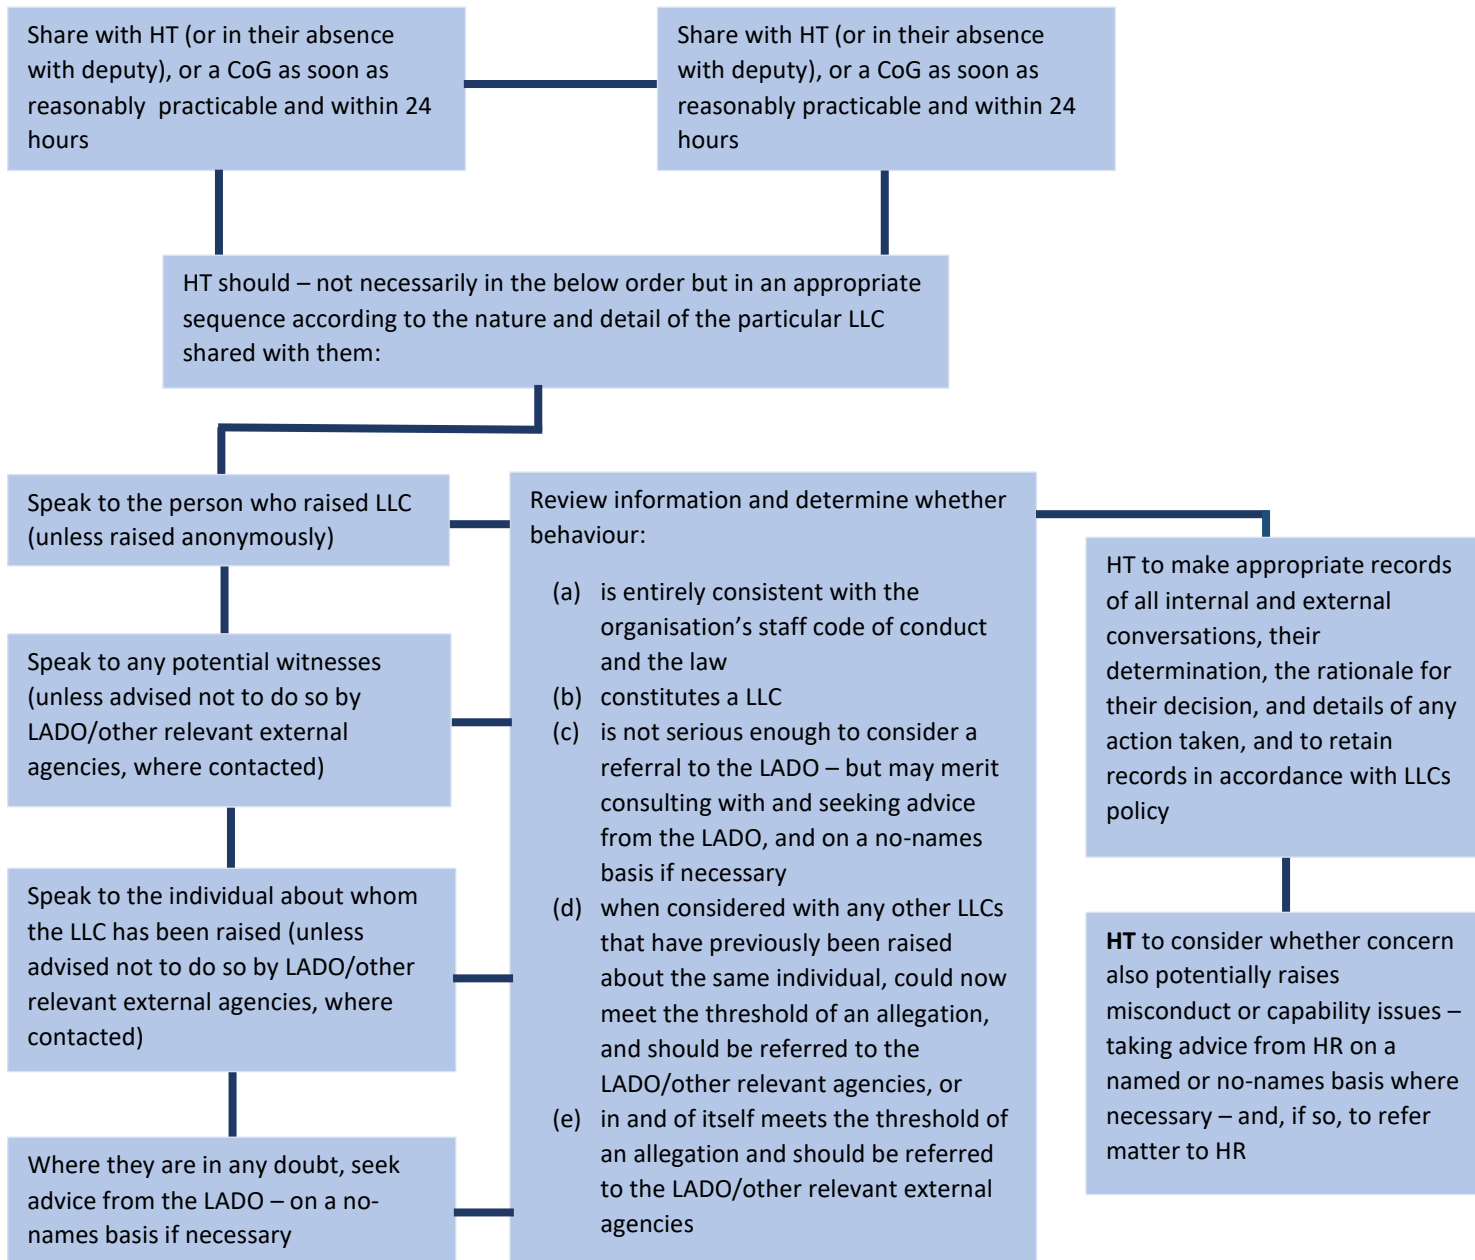 Share with HT (or in their absence
with deputy), or a CoG as soon as
reasonably  practicable and within 24
hours
Share with HT (or in their absence
with deputy), or a CoG as soon as
reasonably practicable and within 24
hours
HT should – not necessarily in the below order but in an appropriate
sequence according to the nature and detail of the particular LLC
shared with them:
Speak to the person who raised LLC
(unless raised anonymously)
Speak to any potential witnesses
(unless advised not to do so by
LADO/other relevant external
agencies, where contacted)
Speak to the individual about whom
the LLC has been raised (unless
advised not to do so by LADO/other
relevant external agencies, where
contacted)
Where they are in any doubt, seek
advice from the LADO – on a no-
names basis if necessary
Review information and determine whether
behaviour:
(a) is entirely consistent with the
organisation’s staff code of conduct
and the law
(b) constitutes a LLC
(c) is not serious enough to consider a
referral to the LADO – but may merit
consulting with and seeking advice
from the LADO, and on a no-names
basis if necessary
(d) when considered with any other LLCs
that have previously been raised
about the same individual, could now
meet the threshold of an allegation,
and should be referred to the
LADO/other relevant agencies, or
(e) in and of itself meets the threshold of
an allegation and should be referred
to the LADO/other relevant external
agencies
HT to make appropriate records
of all internal and external
conversations, their
determination, the rationale for
their decision, and details of any
action taken, and to retain
records in accordance with LLCs
policy
HT to consider whether concern
also potentially raises
misconduct or capability issues –
taking advice from HR on a
named or no-names basis where
necessary – and, if so, to refer
matter to HR